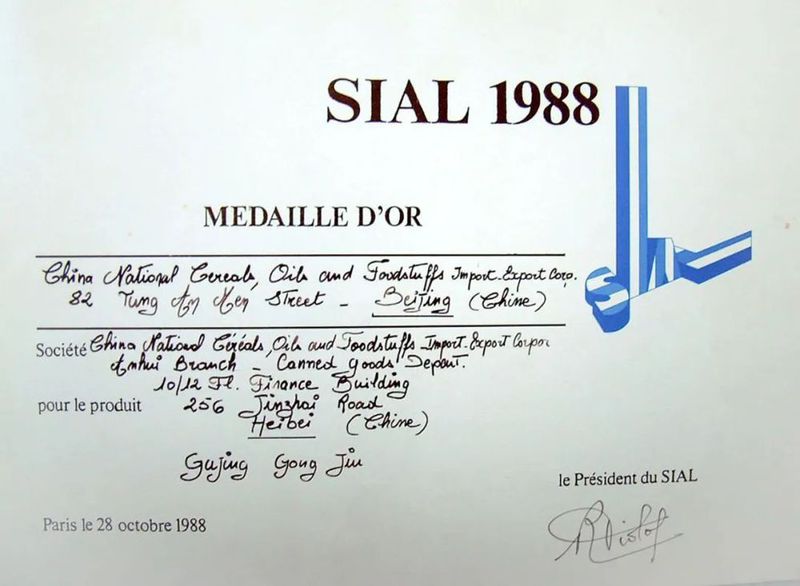 SIAL 1988
MEDAILLE D'OR
China National Cereals, Oils and Foodstuffs Import-Export Corp.
82 Tung An Men Street - Beijing (Chine)
Société China National Céréals, Oils and Foodstuffs Import-Export Corpor
Anhui Branch - Canned goods Depart.
10/12 Fl. Finance Building
pour le produit 256 Jinzhai Road
Heibei (Chine)
Gujing Gong Jiu
le Président du SIAL
Paris le 28 octobre 1988